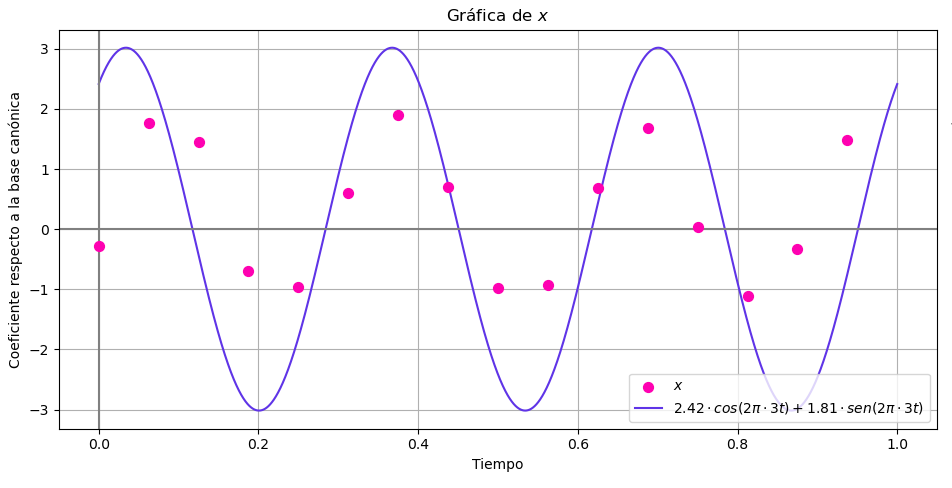 Gráfica de x
Coeficiente respecto a la base canónica
3
2
1
0
−1
−2
−3
0.0 0.2 0.4 0.6 0.8 1.0
Tiempo
x
2.42 · cos(2π · 3t) + 1.81 · sen(2π · 3t)